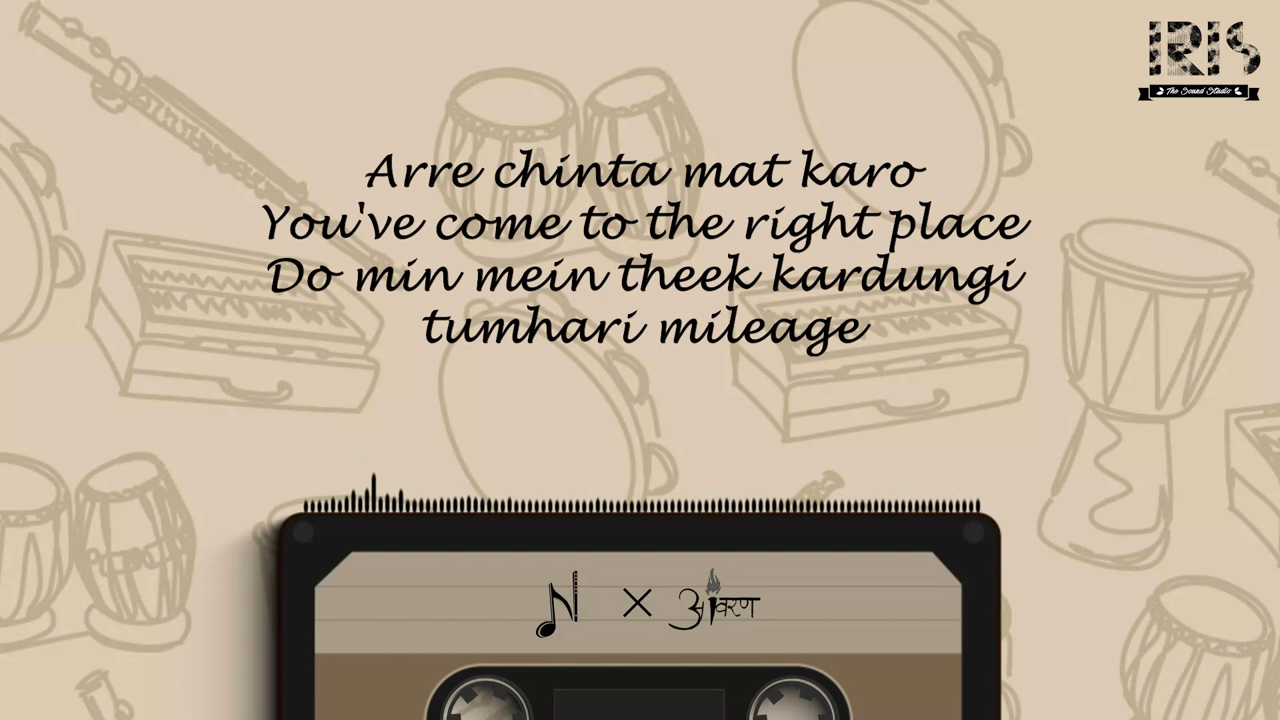 IRIS
The Sound Studio
Arre chinta mat karo
You've come to the right place
Do min mein theek kardungi
tumhari mileage
N × आवरण